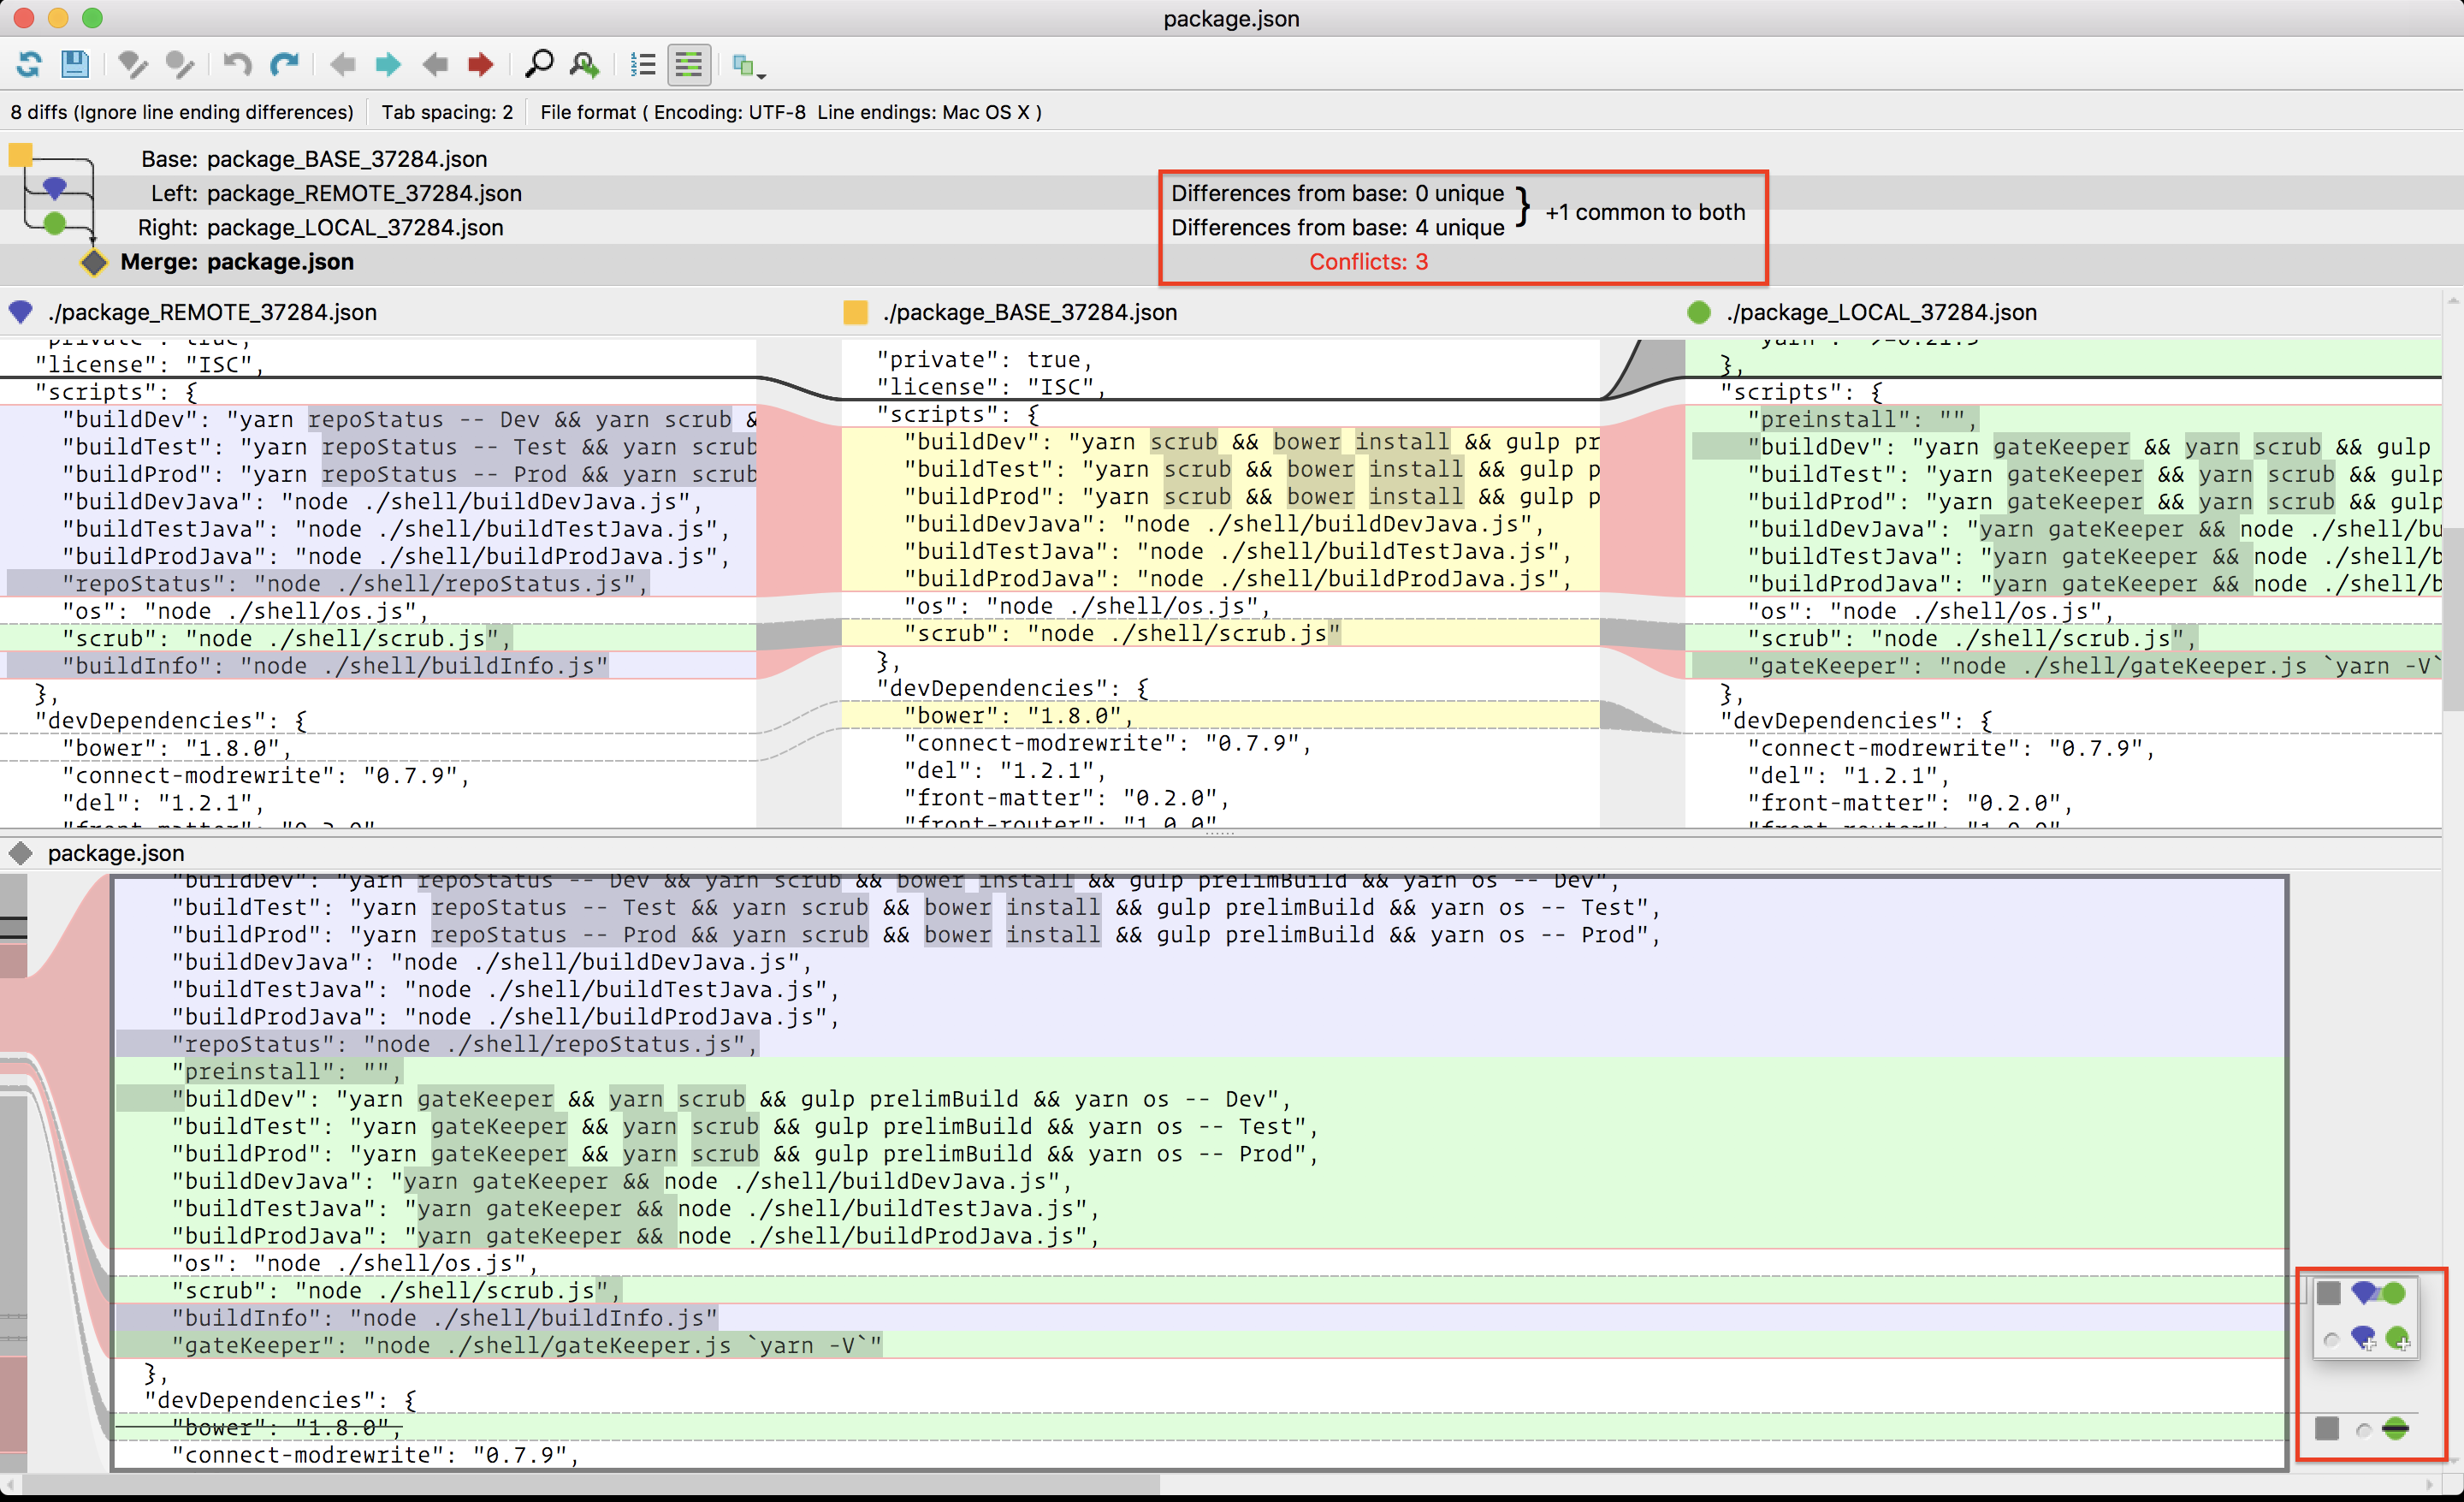 package.json
8 diffs (Ignore line ending differences)
Tab spacing: 2
File format ( Encoding: UTF-8  Line endings: Mac OS X )
Base: package_BASE_37284.json
Left: package_REMOTE_37284.json
Right: package_LOCAL_37284.json
Merge: package.json
Differences from base: 0 unique
Differences from base: 4 unique
} +1 common to both
Conflicts: 3
./package_REMOTE_37284.json
"license": "ISC",
"scripts": {
"buildDev": "yarn repoStatus -- Dev && yarn scrub &
"buildTest": "yarn repoStatus -- Test && yarn scrub
"buildProd": "yarn repoStatus -- Prod && yarn scrub
"buildDevJava": "node ./shell/buildDevJava.js",
"buildTestJava": "node ./shell/buildTestJava.js",
"buildProdJava": "node ./shell/buildProdJava.js",
"repoStatus": "node ./shell/repoStatus.js",
"os": "node ./shell/os.js",
"scrub": "node ./shell/scrub.js",
"buildInfo": "node ./shell/buildInfo.js"
},
"devDependencies": {
"bower": "1.8.0",
"connect-modrewrite": "0.7.9",
"del": "1.2.1",
./package_BASE_37284.json
"private": true,
"license": "ISC",
"scripts": {
"buildDev": "yarn scrub && bower install && gulp pr
"buildTest": "yarn scrub && bower install && gulp p
"buildProd": "yarn scrub && bower install && gulp p
"buildDevJava": "node ./shell/buildDevJava.js",
"buildTestJava": "node ./shell/buildTestJava.js",
"buildProdJava": "node ./shell/buildProdJava.js",
"os": "node ./shell/os.js",
"scrub": "node ./shell/scrub.js"
},
"devDependencies": {
"bower": "1.8.0",
"connect-modrewrite": "0.7.9",
"del": "1.2.1",
"front-matter": "0.2.0",
"front-router": "1.0.0"
./package_LOCAL_37284.json
},
"scripts": {
"preinstall": "",
"buildDev": "yarn gateKeeper && yarn scrub && gulp
"buildTest": "yarn gateKeeper && yarn scrub && gulp
"buildProd": "yarn gateKeeper && yarn scrub && gulp
"buildDevJava": "yarn gateKeeper && node ./shell/bu
"buildTestJava": "yarn gateKeeper && node ./shell/b
"buildProdJava": "yarn gateKeeper && node ./shell/b
"os": "node ./shell/os.js",
"scrub": "node ./shell/scrub.js",
"gateKeeper": "node ./shell/gateKeeper.js `yarn -V`
},
"devDependencies": {
"connect-modrewrite": "0.7.9",
"del": "1.2.1",
"front-matter": "0.2.0",
package.json
"buildDev": "yarn repoStatus -- Dev && yarn scrub && bower install && gulp prelimBuild && yarn os -- Dev",
"buildTest": "yarn repoStatus -- Test && yarn scrub && bower install && gulp prelimBuild && yarn os -- Test",
"buildProd": "yarn repoStatus -- Prod && yarn scrub && bower install && gulp prelimBuild && yarn os -- Prod",
"buildDevJava": "node ./shell/buildDevJava.js",
"buildTestJava": "node ./shell/buildTestJava.js",
"buildProdJava": "node ./shell/buildProdJava.js",
"repoStatus": "node ./shell/repoStatus.js",
"preinstall": "",
"buildDev": "yarn gateKeeper && yarn scrub && gulp prelimBuild && yarn os -- Dev",
"buildTest": "yarn gateKeeper && yarn scrub && gulp prelimBuild && yarn os -- Test",
"buildProd": "yarn gateKeeper && yarn scrub && gulp prelimBuild && yarn os -- Prod",
"buildDevJava": "yarn gateKeeper && node ./shell/buildDevJava.js",
"buildTestJava": "yarn gateKeeper && node ./shell/buildTestJava.js",
"buildProdJava": "yarn gateKeeper && node ./shell/buildProdJava.js",
"os": "node ./shell/os.js",
"scrub": "node ./shell/scrub.js",
"buildInfo": "node ./shell/buildInfo.js"
"gateKeeper": "node ./shell/gateKeeper.js `yarn -V`"
},
"devDependencies": {
"bower": "1.8.0",
"connect-modrewrite": "0.7.9",